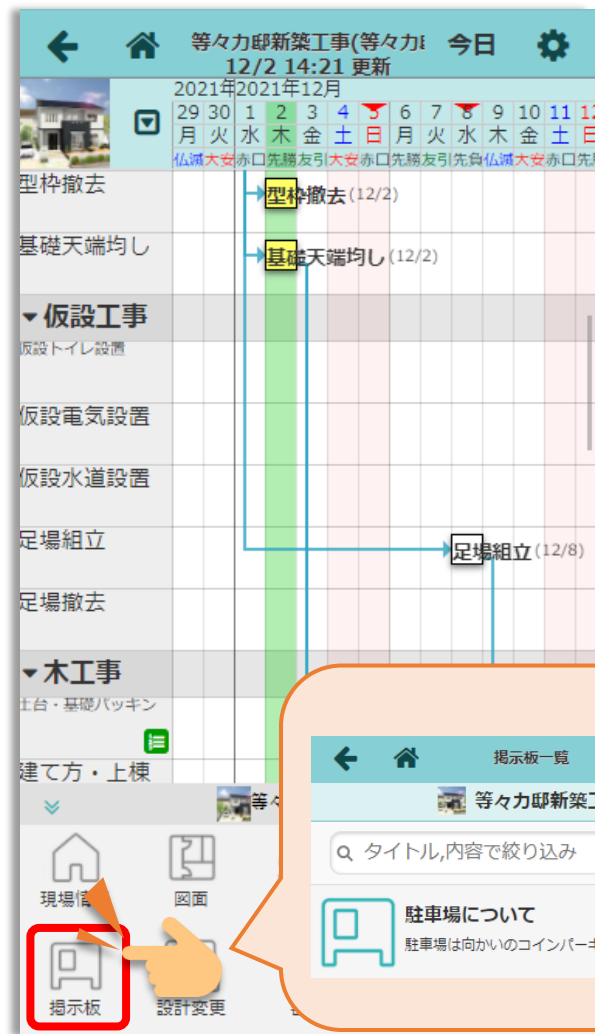 等々力邸新築工事(等々力 今日
12/2 14:21 更新
2021年2021年12月
29 30 1 2 3 4 5 6 7 8 9 10 11 12
月 火 水 木 金 土 日 月 火 水 木 金 土 日
仏滅 大安 赤口 先勝 友引 大安 赤口 先勝 友引 先負 仏滅 大安 赤口 先勝
型枠撤去 型枠撤去 (12/2)
基礎天端均し 基礎天端均し (12/2)
仮設工事
仮設トイレ設置
仮設電気設置
仮設水道設置
足場組立 足場組立 (12/8)
足場撤去
木工事
土台・基礎パッキン
建て方・上棟
等々
現場情
図面
掲示板
設計変更
掲示板一覧
等々力邸新築工
タイトル,内容で絞り込み
駐車場について
駐車場は向かいのコインパーキ